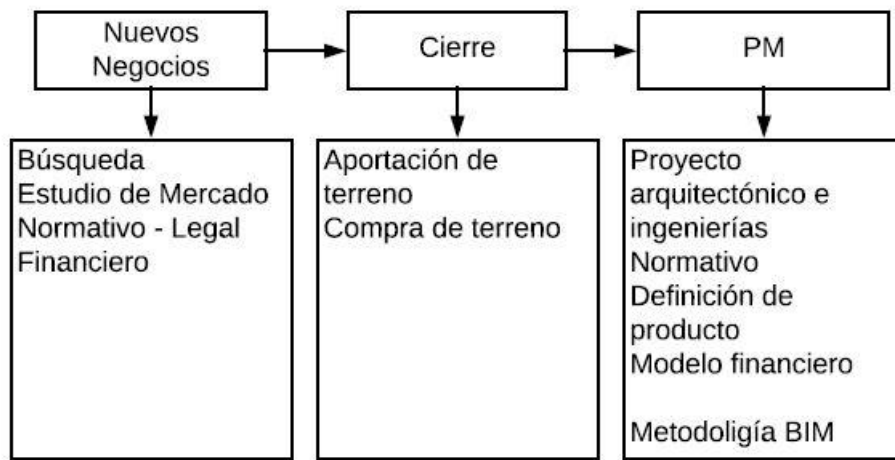 Nuevos
Negocios
Cierre
PM
Búsqueda
Estudio de Mercado
Normativo - Legal
Financiero
Aportación de
terreno
Compra de terreno
Proyecto
arquitectónico e
ingenierías
Normativo
Definición de
producto
Modelo financiero
Metodoligía BIM